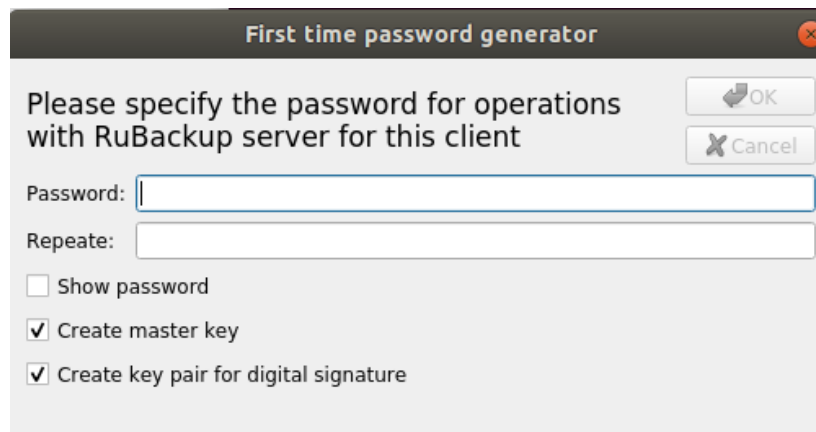 First time password generator
Please specify the password for operations
with RuBackup server for this client
OK
Cancel
Password:
Repeate:
Show password
Create master key
Create key pair for digital signature